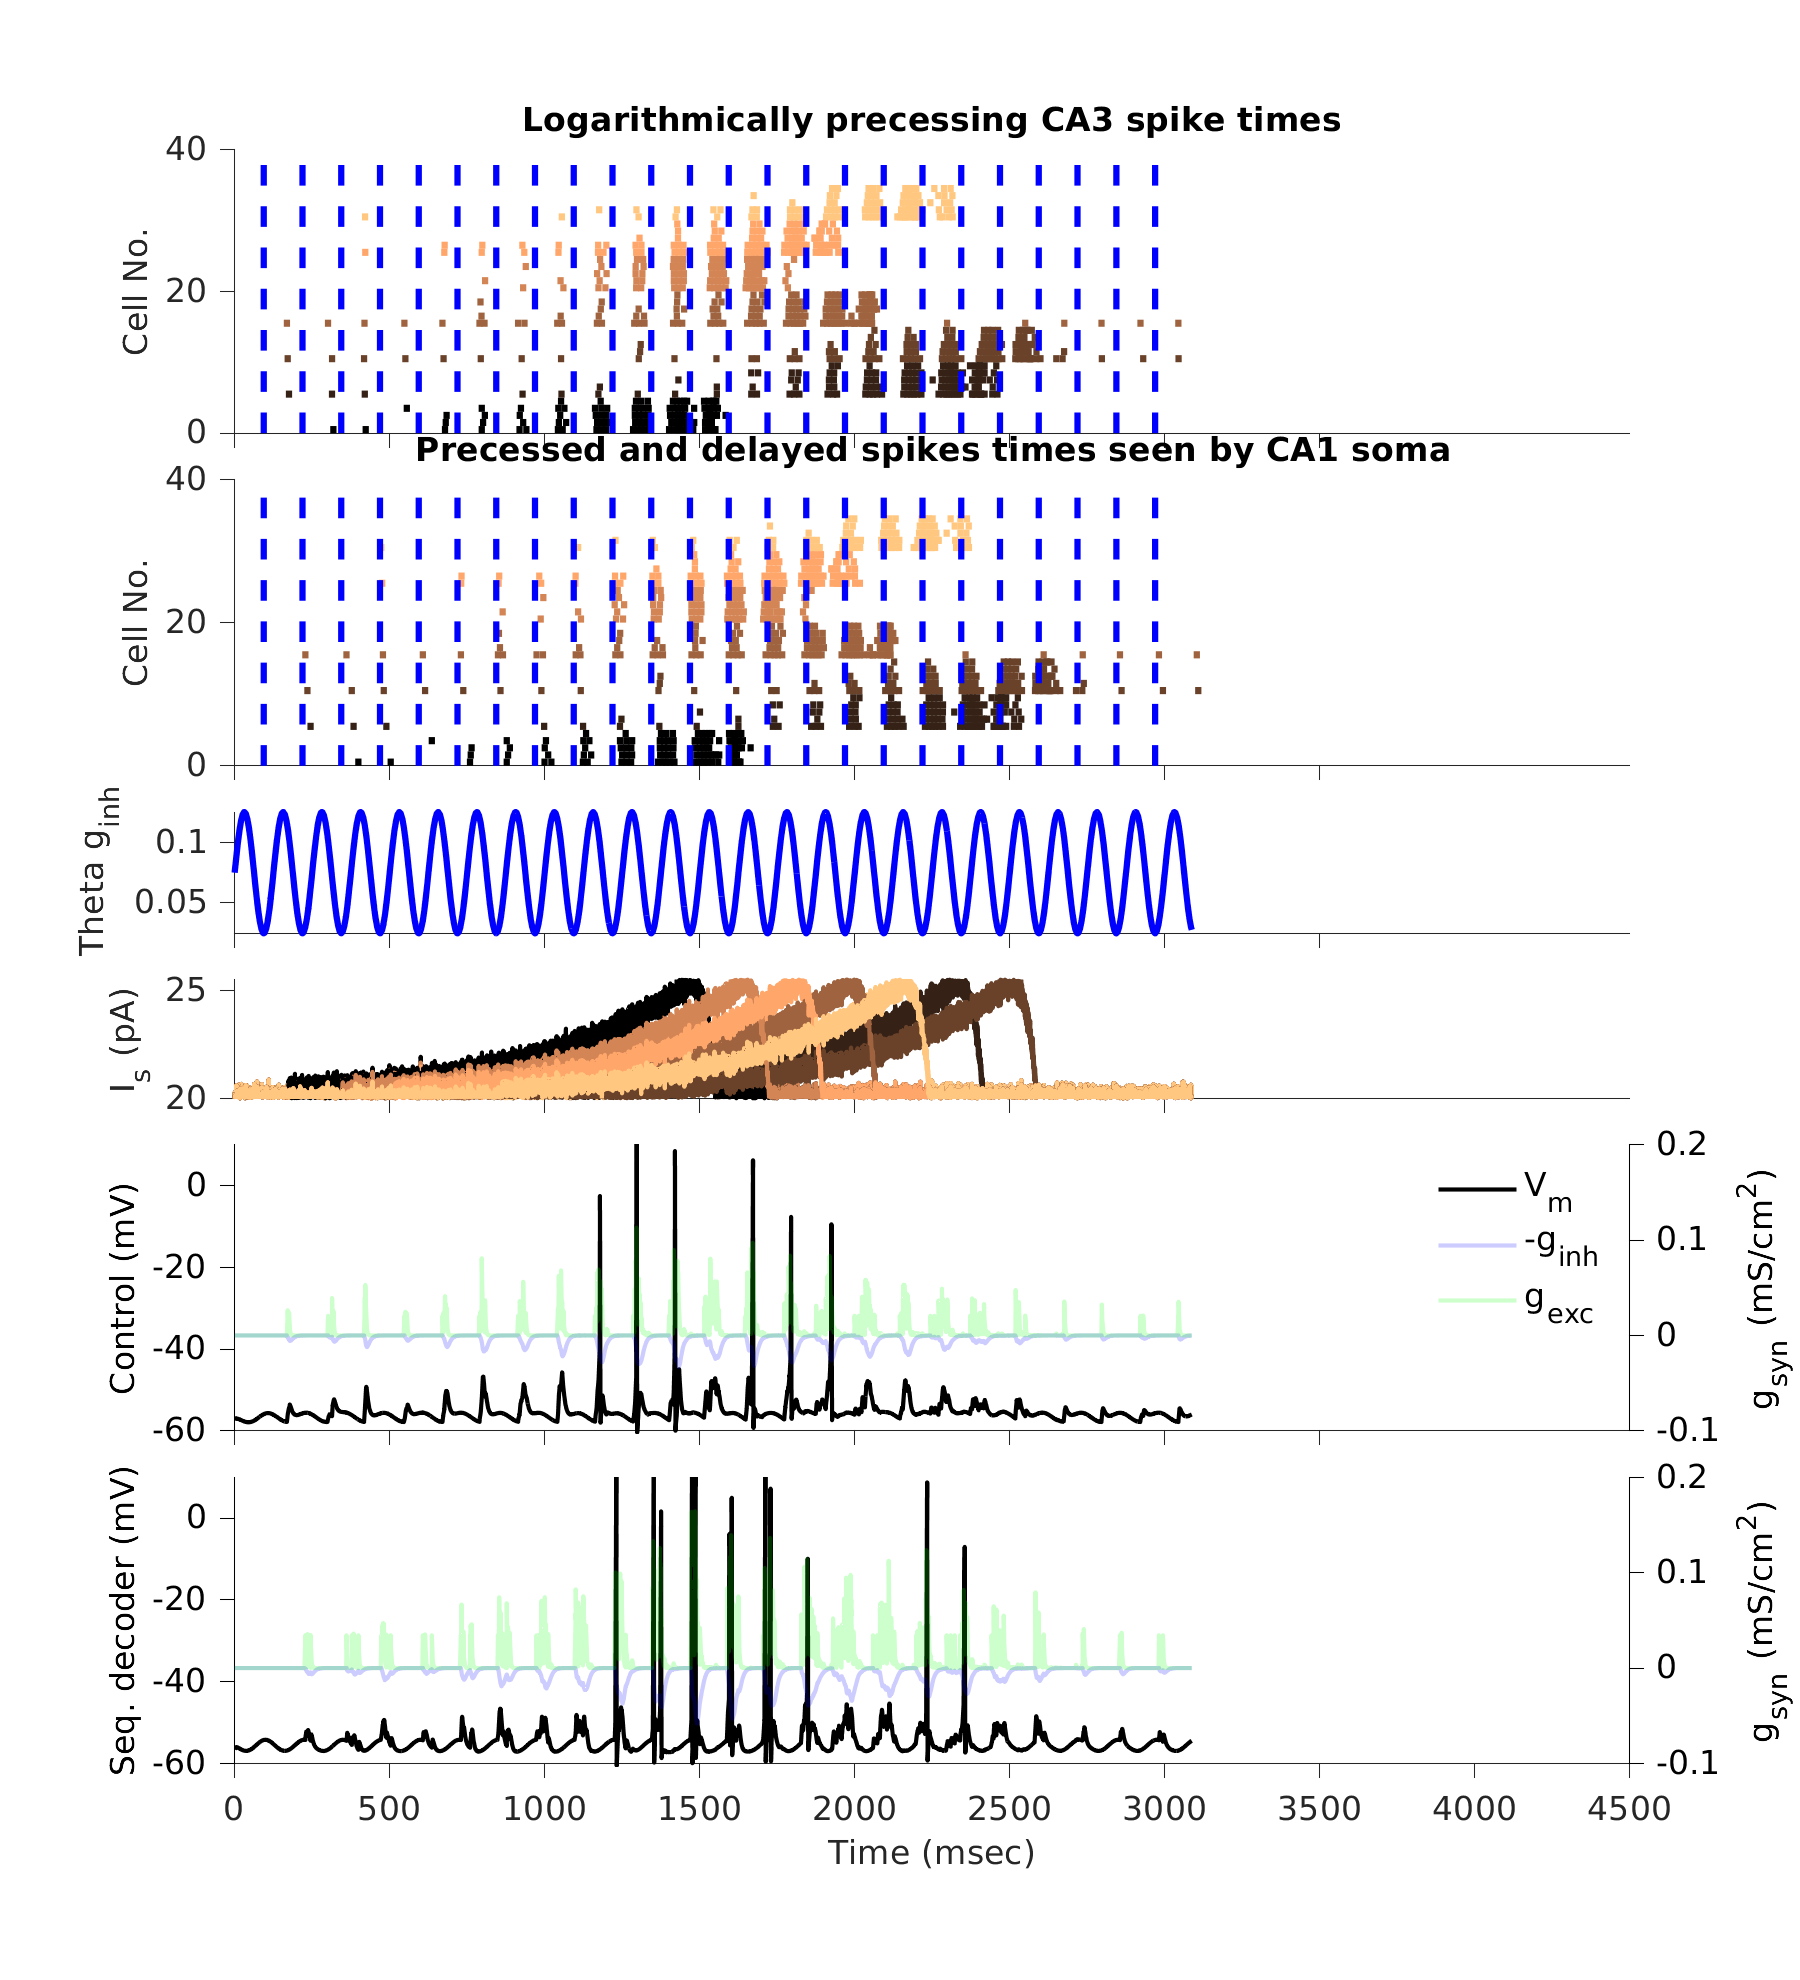 Logarithmically precessing CA3 spike times
40
20
0
Cell No.
Precessed and delayed spikes times seen by CA1 soma
40
20
0
Cell No.
0.1
0.05
Theta g_inh
25
20
I_s (pA)
0
-20
-40
-60
Control (mV)
V_m
-g_inh
g_exc
0.2
0.1
0
-0.1
g_syn (mS/cm^2)
0
-20
-40
-60
Seq. decoder (mV)
0.2
0.1
0
-0.1
g_syn (mS/cm^2)
0 500 1000 1500 2000 2500 3000 3500 4000 4500
Time (msec)